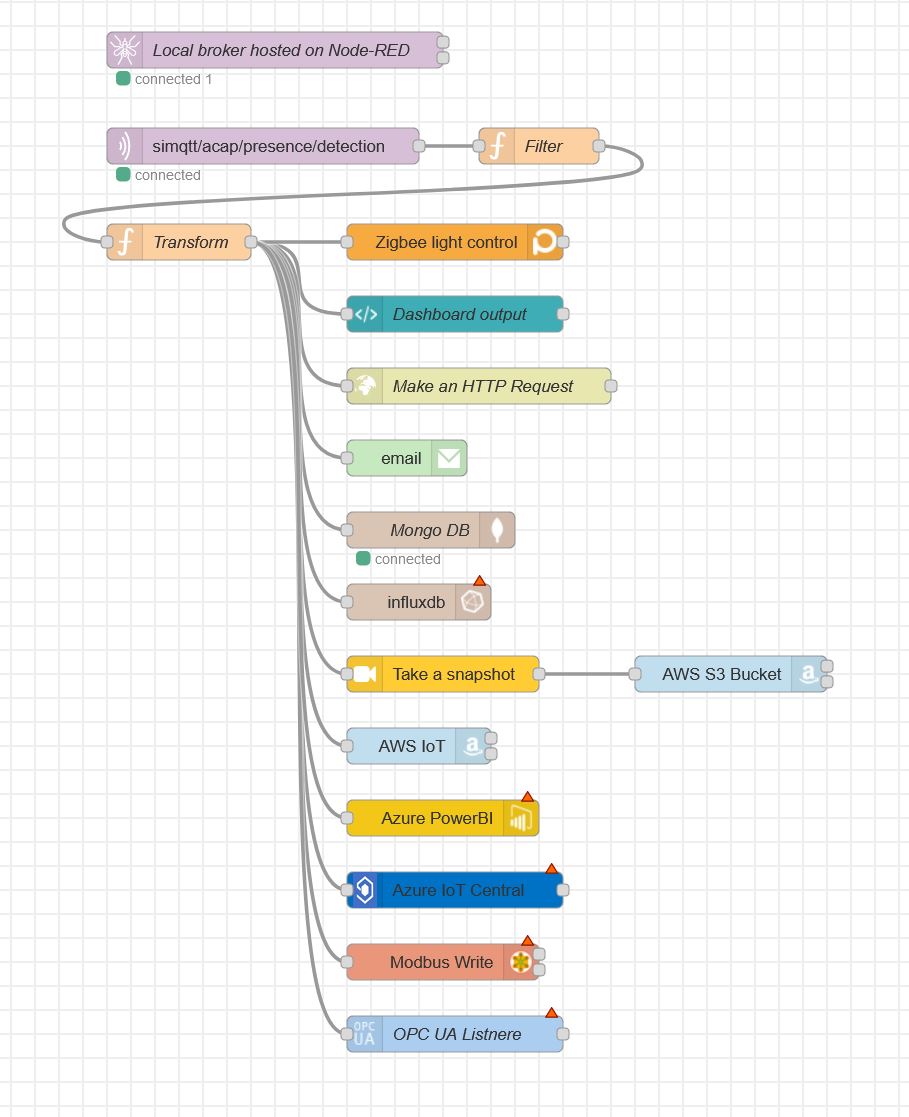 Local broker hosted on Node-RED
connected 1
simqtt/acap/presence/detection
Filter
connected
Transform
Zigbee light control
Dashboard output
Make an HTTP Request
email
Mongo DB
connected
influxdb
Take a snapshot
AWS S3 Bucket
AWS IoT
Azure PowerBI
Azure IoT Central
Modbus Write
OPC
UA
OPC UA Listnere